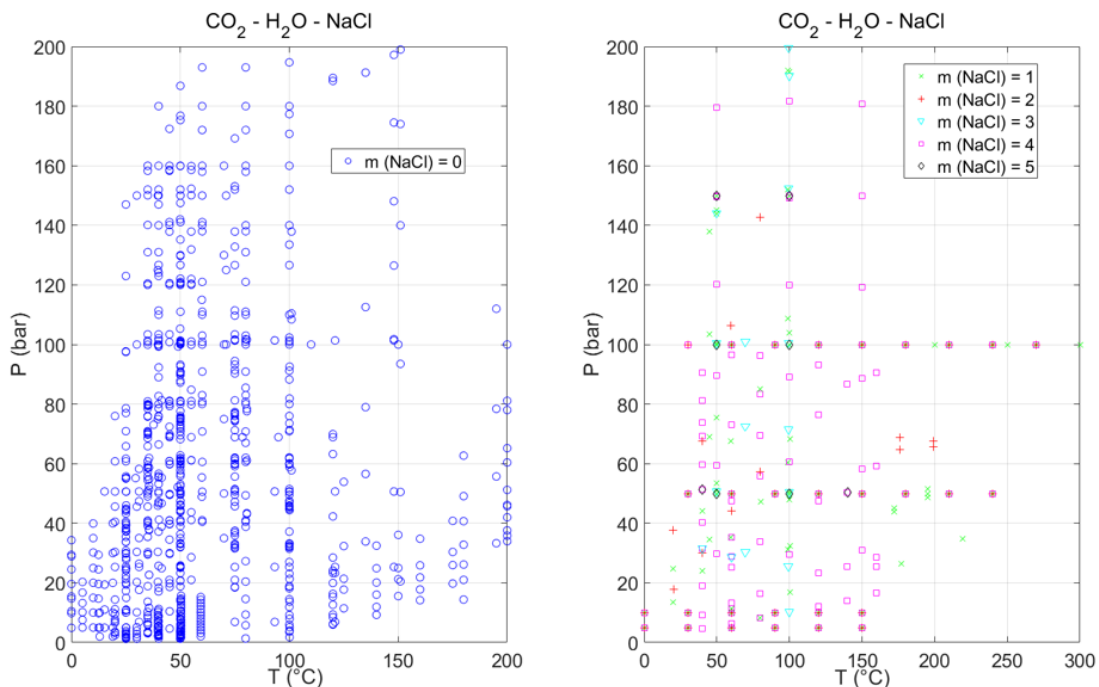 CO2 - H2O - NaCl
P (bar)
200
180
160
140
120
100
80
60
40
20
0
m (NaCl) = 0
0
50
100
150
200
T (°C)
CO2 - H2O - NaCl
P (bar)
200
180
160
140
120
100
80
60
40
20
0
m (NaCl) = 1
m (NaCl) = 2
m (NaCl) = 3
m (NaCl) = 4
m (NaCl) = 5
0
50
100
150
200
250
300
T (°C)